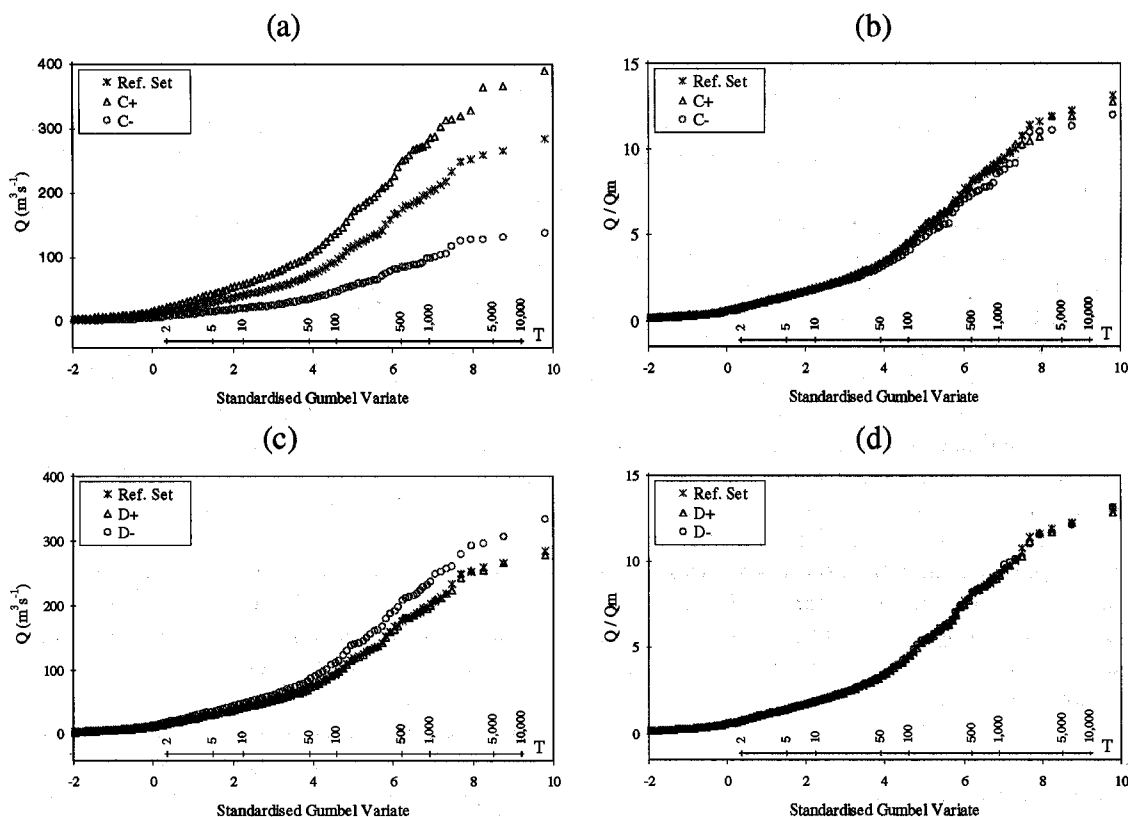 (a)
400
300
200
100
0
Q (m³s⁻¹)
Ref. Set
C+
C-
2
5
10
50
100
500
1,000
5,000
10,000
T
-2 0 2 4 6 8 10
Standardised Gumbel Variate
(b)
15
10
5
0
Q / Qm
Ref. Set
C+
C-
2
5
10
50
100
500
1,000
5,000
10,000
T
-2 0 2 4 6 8 10
Standardised Gumbel Variate
(c)
400
300
200
100
0
Q (m³s⁻¹)
Ref. Set
D+
D-
2
5
10
50
100
500
1,000
5,000
10,000
T
-2 0 2 4 6 8 10
Standardised Gumbel Variate
(d)
15
10
5
0
Q / Qm
Ref. Set
D+
D-
2
5
10
50
100
500
1,000
5,000
10,000
T
-2 0 2 4 6 8 10
Standardised Gumbel Variate